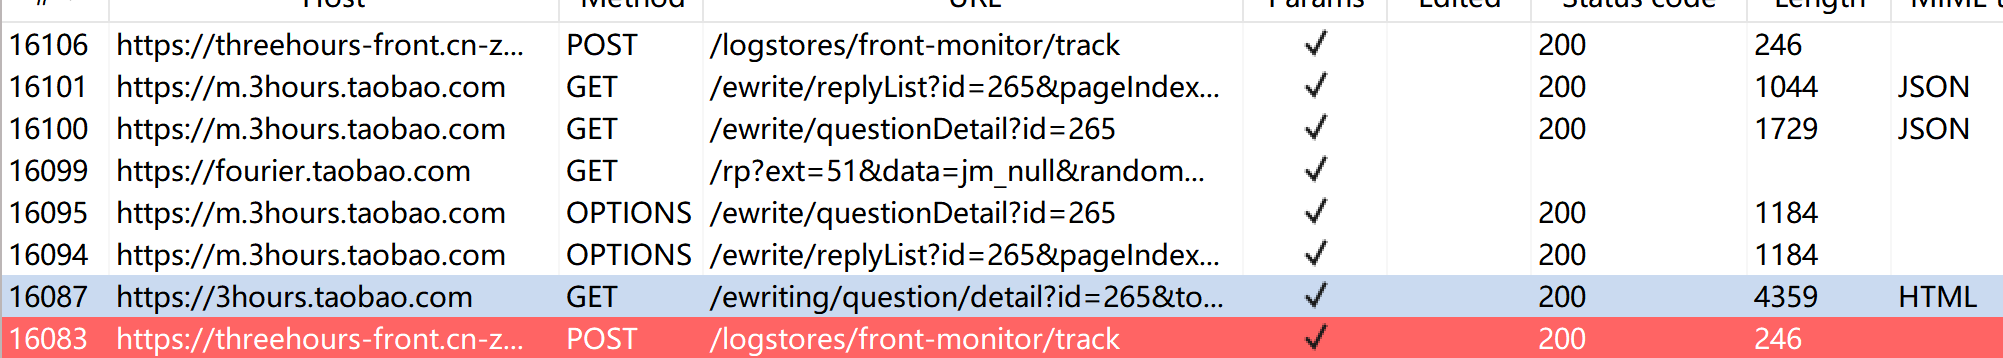 # Host Method URL Params Edited Status code Length MIME t
16106 https://threehours-front.cn-z... POST /logstores/front-monitor/track ✓ 200 246
16101 https://m.3hours.taobao.com GET /ewrite/replyList?id=265&pageIndex... ✓ 200 1044 JSON
16100 https://m.3hours.taobao.com GET /ewrite/questionDetail?id=265 ✓ 200 1729 JSON
16099 https://fourier.taobao.com GET /rp?ext=51&data=jm_null&random... ✓
16095 https://m.3hours.taobao.com OPTIONS /ewrite/questionDetail?id=265 ✓ 200 1184
16094 https://m.3hours.taobao.com OPTIONS /ewrite/replyList?id=265&pageIndex... ✓ 200 1184
16087 https://3hours.taobao.com GET /ewriting/question/detail?id=265&to... ✓ 200 4359 HTML
16083 https://threehours-front.cn-z... POST /logstores/front-monitor/track ✓ 200 246